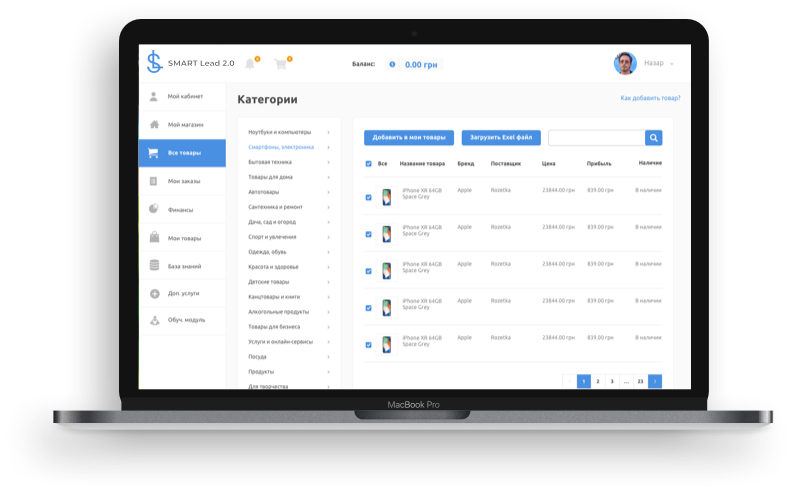 SMART Lead 2.0
Баланс:
0.00 грн
Назар
Мой кабинет
Мой магазин
Все товары
Мои заказы
Финансы
Мои товары
База знаний
Доп. услуги
Обуч. модуль
Категории
Как добавить товар?
Ноутбуки и компьютеры
Смартфоны, электроника
Бытовая техника
Товары для дома
Автотовары
Сантехника и ремонт
Дача, сад и огород
Спорт и увлечения
Одежда, обувь
Красота и здоровье
Детские товары
Канцтовары и книги
Алкогольные продукты
Товары для бизнеса
Услуги и онлайн-сервисы
Посуда
Продукты
Для творчества
Добавить в мои товары
Загрузить Exel файл
Все Название товара Бренд Поставщик Цена Прибыль Наличие
iPhone XR 64GB Apple Rozetka 23844.00 грн 839.00 грн В наличии
Space Grey
iPhone XR 64GB Apple Rozetka 23844.00 грн 839.00 грн В наличии
Space Grey
iPhone XR 64GB Apple Rozetka 23844.00 грн 839.00 грн В наличии
Space Grey
iPhone XR 64GB Apple Rozetka 23844.00 грн 839.00 грн В наличии
Space Grey
iPhone XR 64GB Apple Rozetka 23844.00 грн 839.00 грн В наличии
Space Grey
1 2 3 ... 23
MacBook Pro